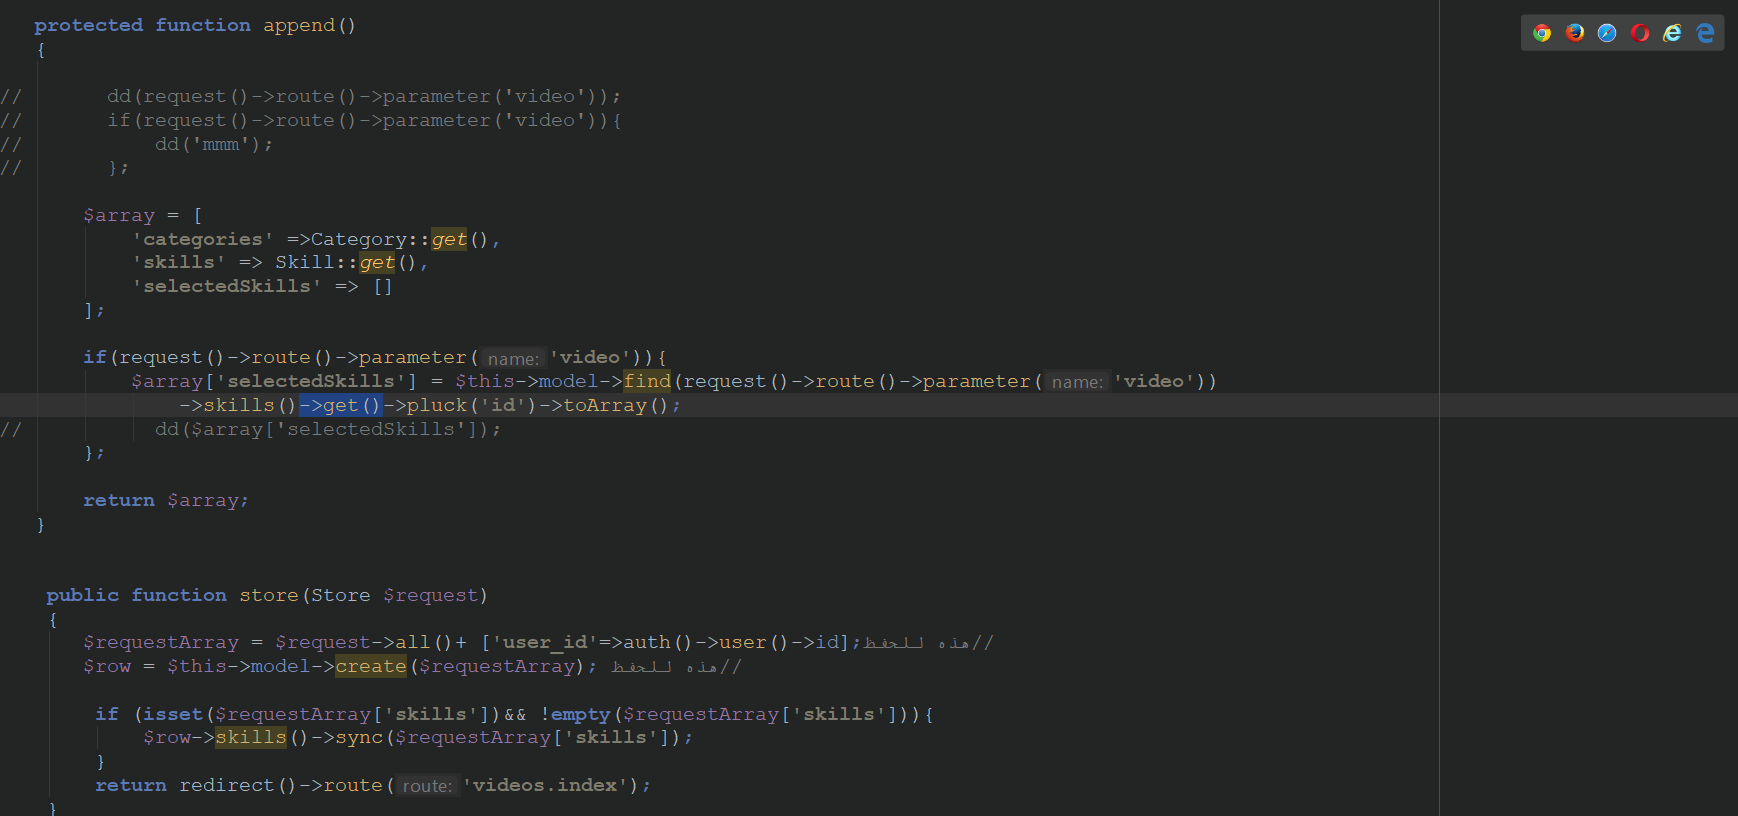 protected function append()
{
//       dd(request()->route()->parameter('video'));
//       if(request()->route()->parameter('video')){
//           dd('mmm');
//       };
$array = [
'categories' =>Category::get(),
'skills' => Skill::get(),
'selectedSkills' => []
];
if(request()->route()->parameter( name: 'video')){
$array['selectedSkills'] = $this->model->find(request()->route()->parameter( name: 'video'))
->skills()->get()->pluck('id')->toArray();
//           dd($array['selectedSkills']);
};
return $array;
}
public function store(Store $request)
{
$requestArray = $request->all()+ ['user_id'=>auth()->user()->id];//هذه للحفظ
$row = $this->model->create($requestArray); //هذه للحفظ
if (isset($requestArray['skills'])&& !empty($requestArray['skills'])){
$row->skills()->sync($requestArray['skills']);
}
return redirect()->route( route: 'videos.index');
}